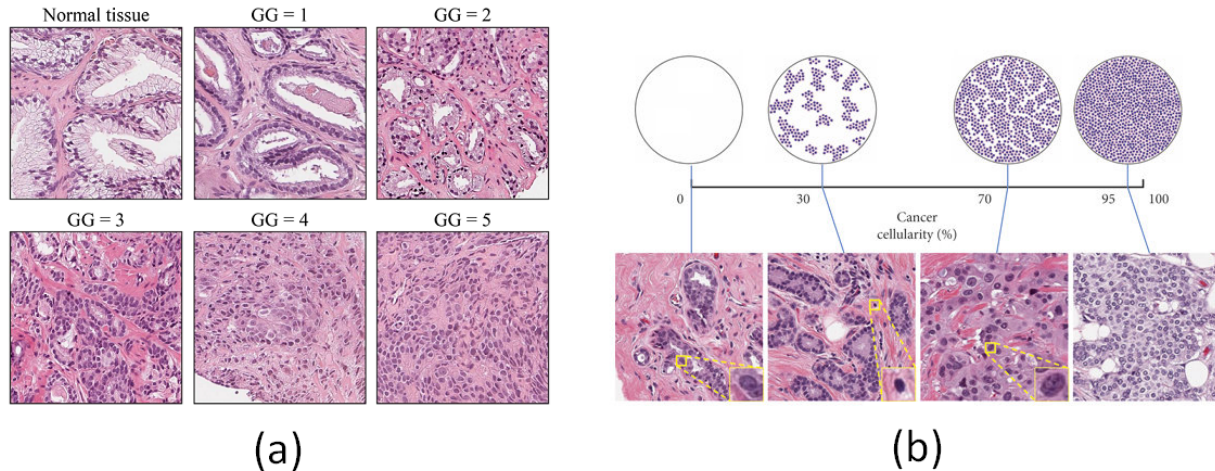 Normal tissue
GG = 1
GG = 2
GG = 3
GG = 4
GG = 5
(a)
0
30
70
95
100
Cancer
cellularity (%)
(b)